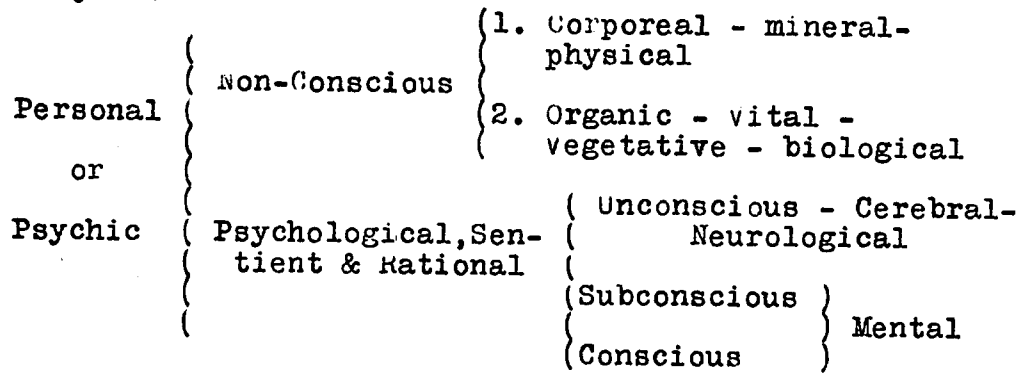 1. Corporeal - mineral-
physical
Non-Conscious
2. Organic - vital -
vegetative - biological
Personal
or
Psychic
Psychological, Sen-
tient & Rational
Unconscious - Cerebral-
Neurological
Subconscious
Conscious
Mental